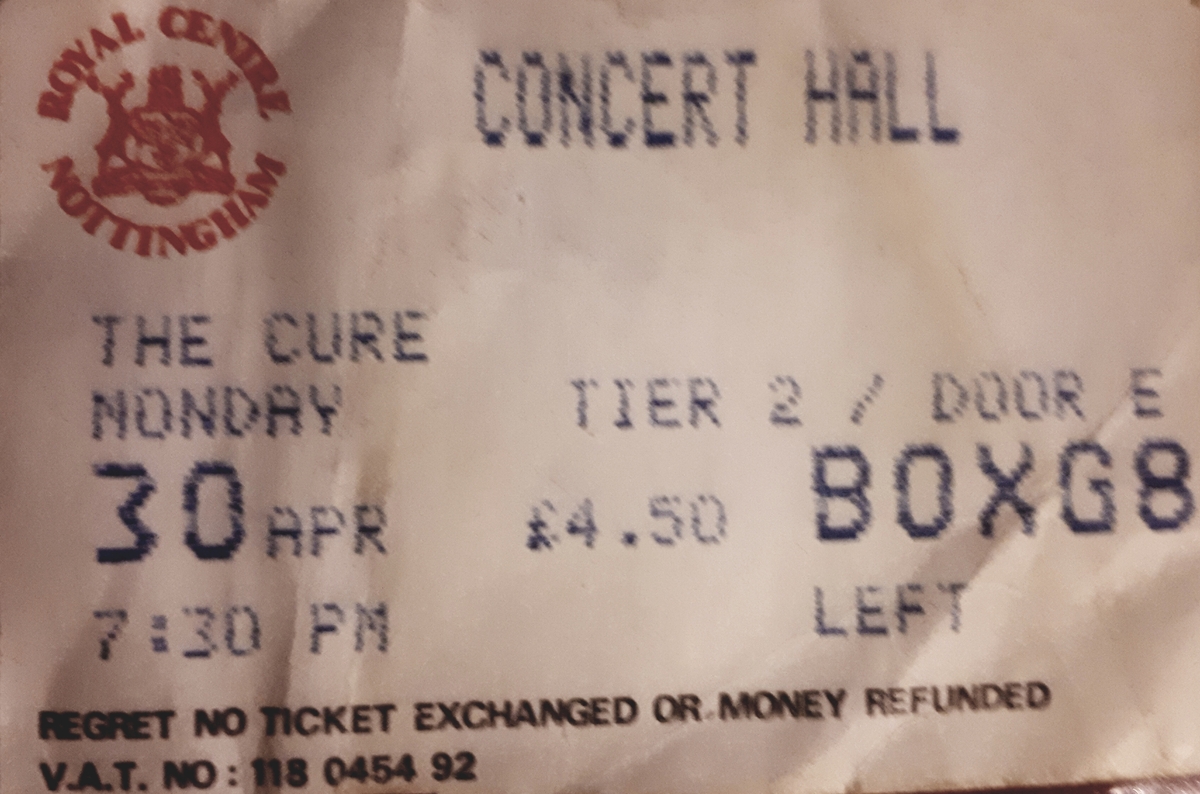 ROYAL CENTRE
NOTTINGHAM
CONCERT HALL
THE CURE
MONDAY
TIER 2 / DOOR E
30 APR
£4.50
BOXG8
7:30 PM
LEFT
REGRET NO TICKET EXCHANGED OR MONEY REFUNDED
V.A.T. NO : 118 0454 92